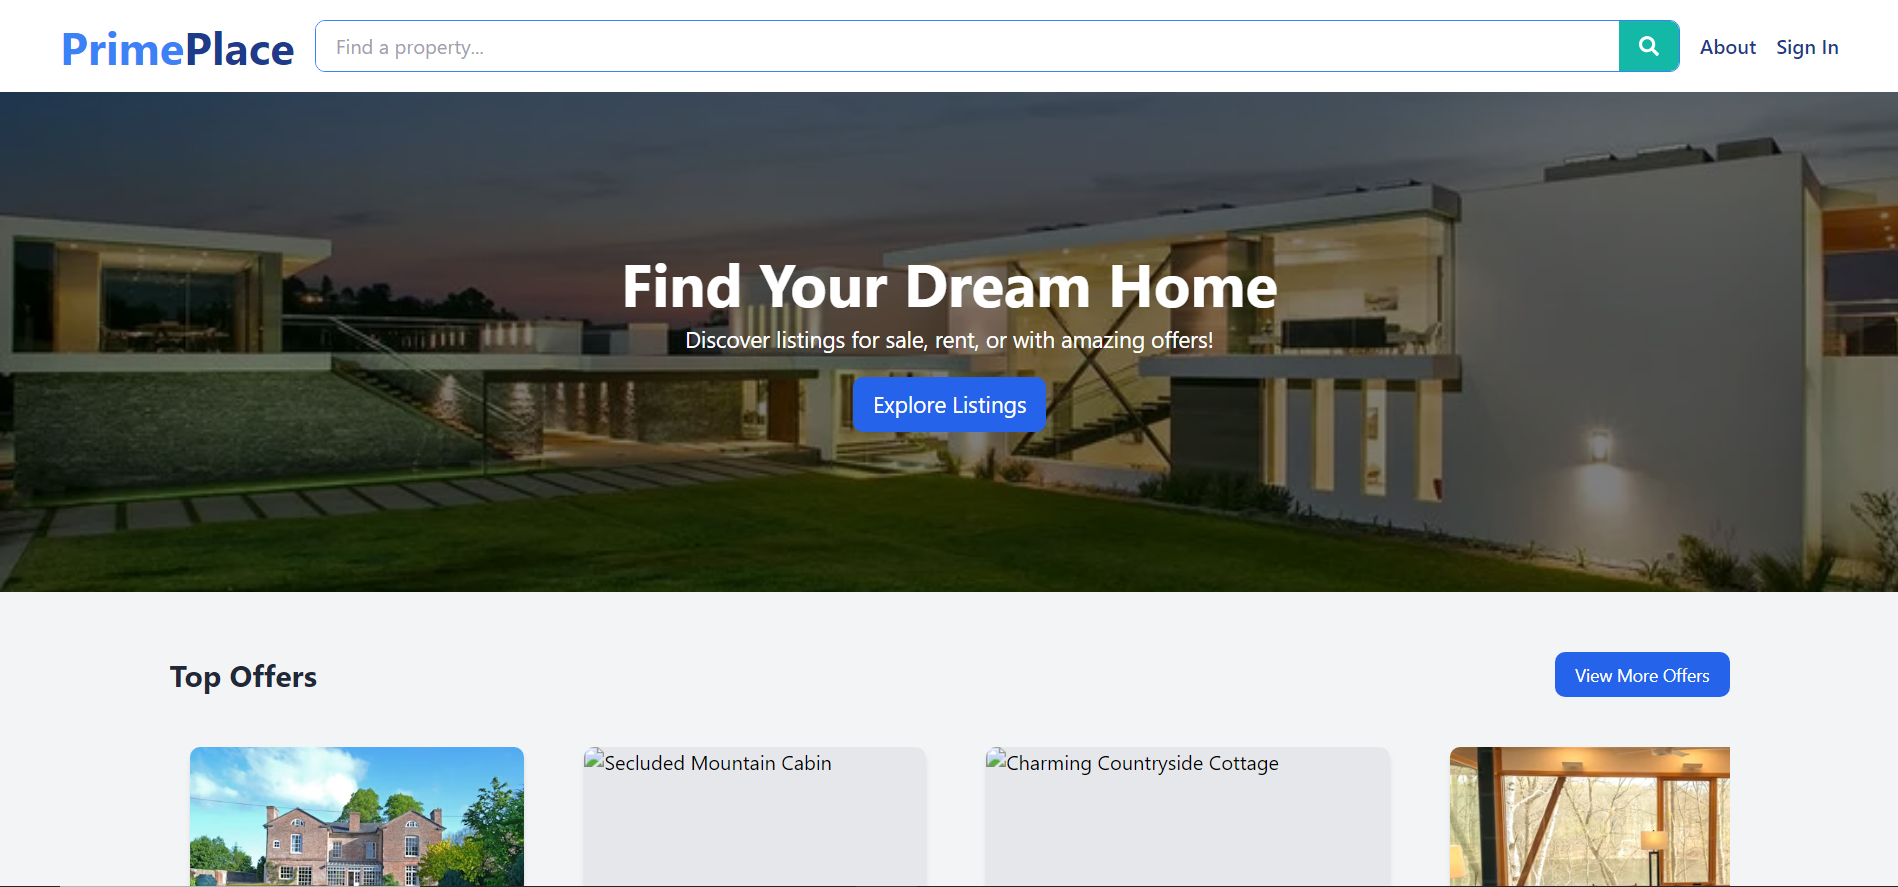 PrimePlace
Find a property...
About
Sign In
Find Your Dream Home
Discover listings for sale, rent, or with amazing offers!
Explore Listings
Top Offers
View More Offers
Secluded Mountain Cabin
Charming Countryside Cottage